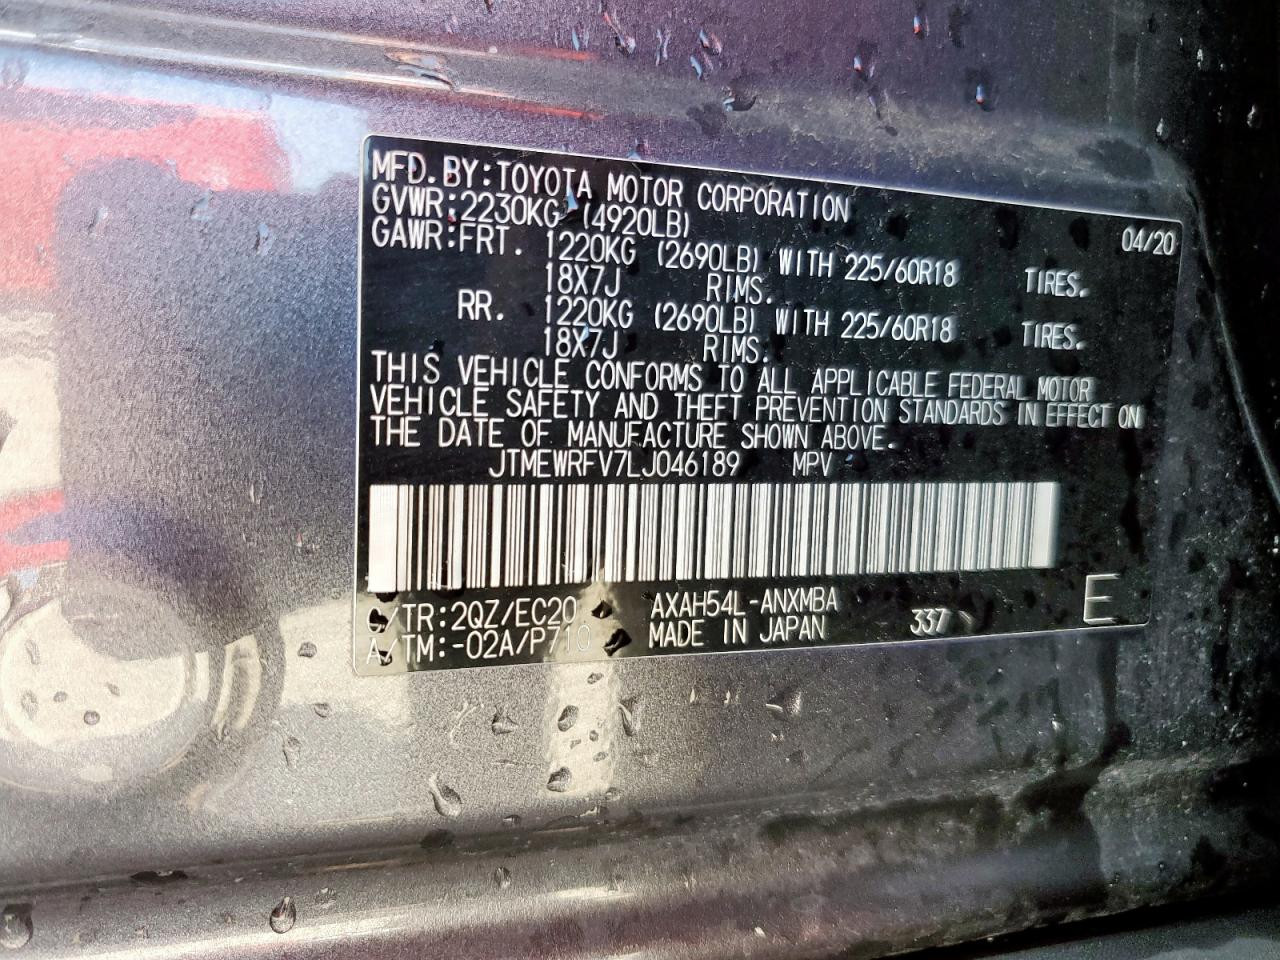 MFD. BY: TOYOTA MOTOR CORPORATION
04/20
GVWR: 2230KG (4920LB)
GAWR: FRT. 1220KG (2690LB) WITH 225/60R18 TIRES.
18X7J RIMS.
RR. 1220KG (2690LB) WITH 225/60R18 TIRES.
18X7J RIMS.
THIS VEHICLE CONFORMS TO ALL APPLICABLE FEDERAL MOTOR
VEHICLE SAFETY AND THEFT PREVENTION STANDARDS IN EFFECT ON
THE DATE OF MANUFACTURE SHOWN ABOVE.
JTMEWRFV7LJ046189 MPV
C/TR: 2QZ/EC20 AXAH54L-ANXMBA 337 E
A/TM: -02A/P710 MADE IN JAPAN